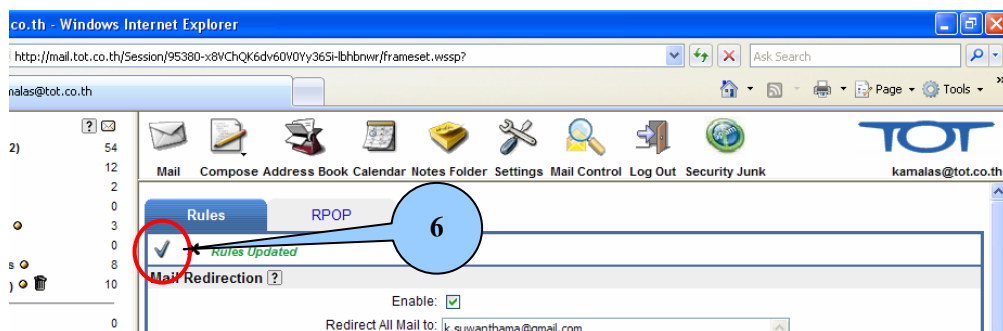 co.th - Windows Internet Explorer
http://mail.tot.co.th/Session/95380-x8VChQK6dv60V0Yy36Si-lbhbnwr/frameset.wssp?
Ask Search
malas@tot.co.th
Page Tools »
? 
2) 54
12
2
0
3
0
s 8
) 10
0
Mail Compose Address Book Calendar Notes Folder Settings Mail Control Log Out Security Junk
TOT
kamalas@tot.co.th
Rules RPOP
6
Rules Updated
Mail Redirection ?
Enable:
Redirect All Mail to: k.suwanthama@gmail.com